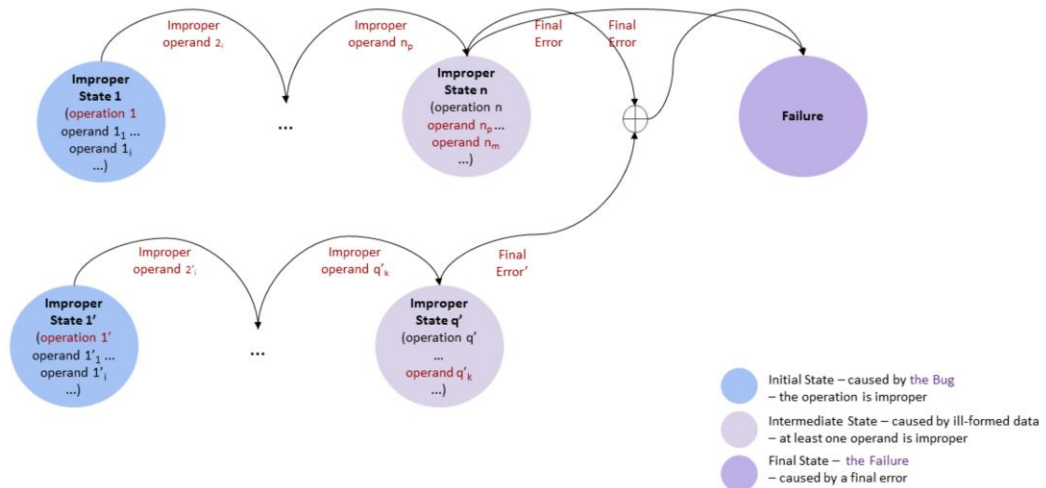 Improper
operand 2ᵢ
Improper
operand nₚ
Final
Error
Final
Error
Improper
State 1
(operation 1
operand 1₁ ...
operand 1ᵢ
...)
...
Improper
State n
(operation n
operand nₚ ...
operand nₘ
...)
Failure
Improper
operand 2'ᵢ
Improper
operand q'ₖ
Final
Error'
Improper
State 1'
(operation 1'
operand 1'₁ ...
operand 1'ᵢ
...)
...
Improper
State q'
(operation q'
...
operand q'ₖ
...)
Initial State – caused by the Bug
– the operation is improper
Intermediate State – caused by ill-formed data
– at least one operand is improper
Final State – the Failure
– caused by a final error